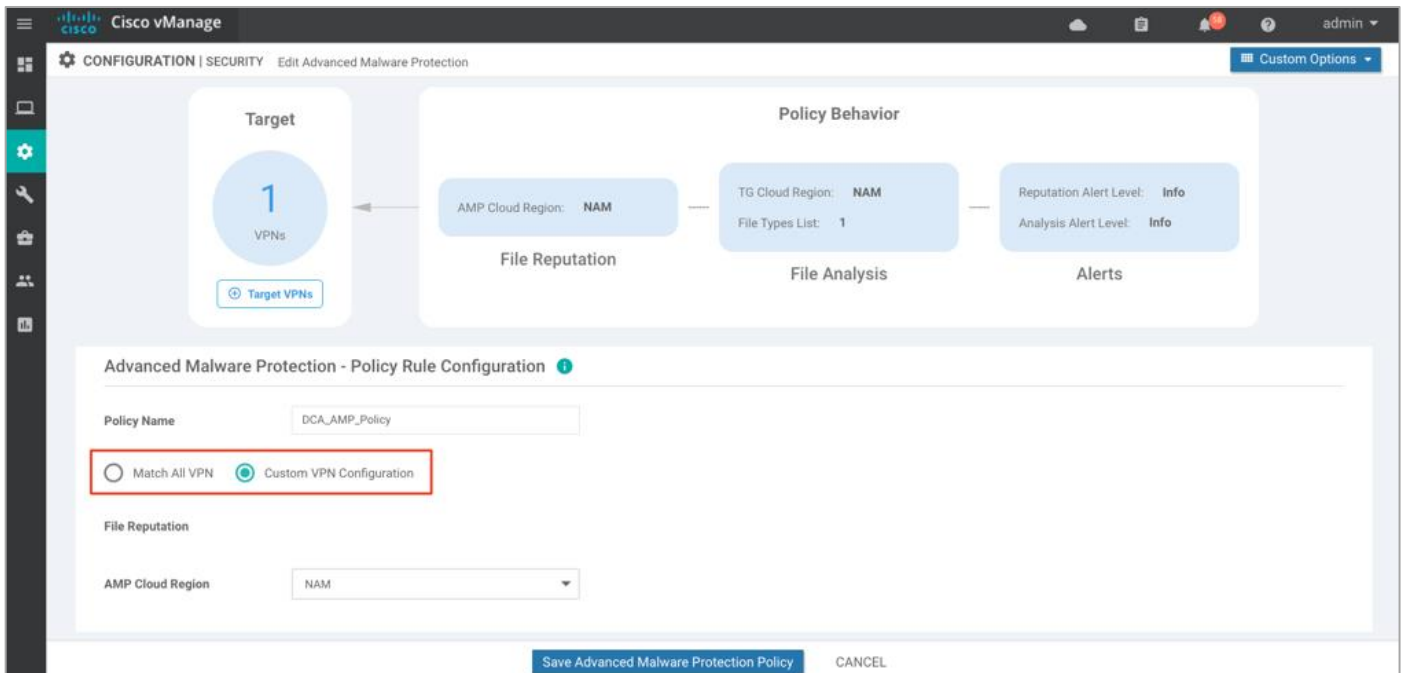 cisco Cisco vManage admin
CONFIGURATION | SECURITY Edit Advanced Malware Protection Custom Options
Target
1
VPNs
Target VPNs
Policy Behavior
AMP Cloud Region: NAM
File Reputation
TG Cloud Region: NAM
File Types List: 1
File Analysis
Reputation Alert Level: Info
Analysis Alert Level: Info
Alerts
Advanced Malware Protection - Policy Rule Configuration
Policy Name DCA_AMP_Policy
Match All VPN Custom VPN Configuration
File Reputation
AMP Cloud Region NAM
Save Advanced Malware Protection Policy CANCEL